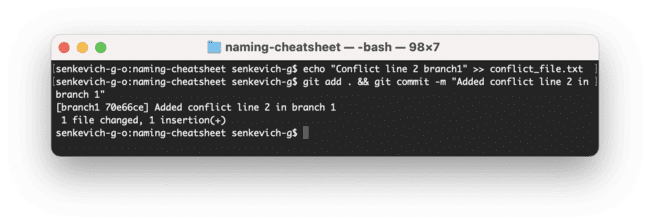 naming-cheatsheet — -bash — 98×7
[senkevich-g-o:naming-cheatsheet senkevich-g$ echo "Conflict line 2 branch1" >> conflict_file.txt ]
[senkevich-g-o:naming-cheatsheet senkevich-g$ git add . && git commit -m "Added conflict line 2 in ]
branch 1"
[branch1 70e66ce] Added conflict line 2 in branch 1
 1 file changed, 1 insertion(+)
senkevich-g-o:naming-cheatsheet senkevich-g$